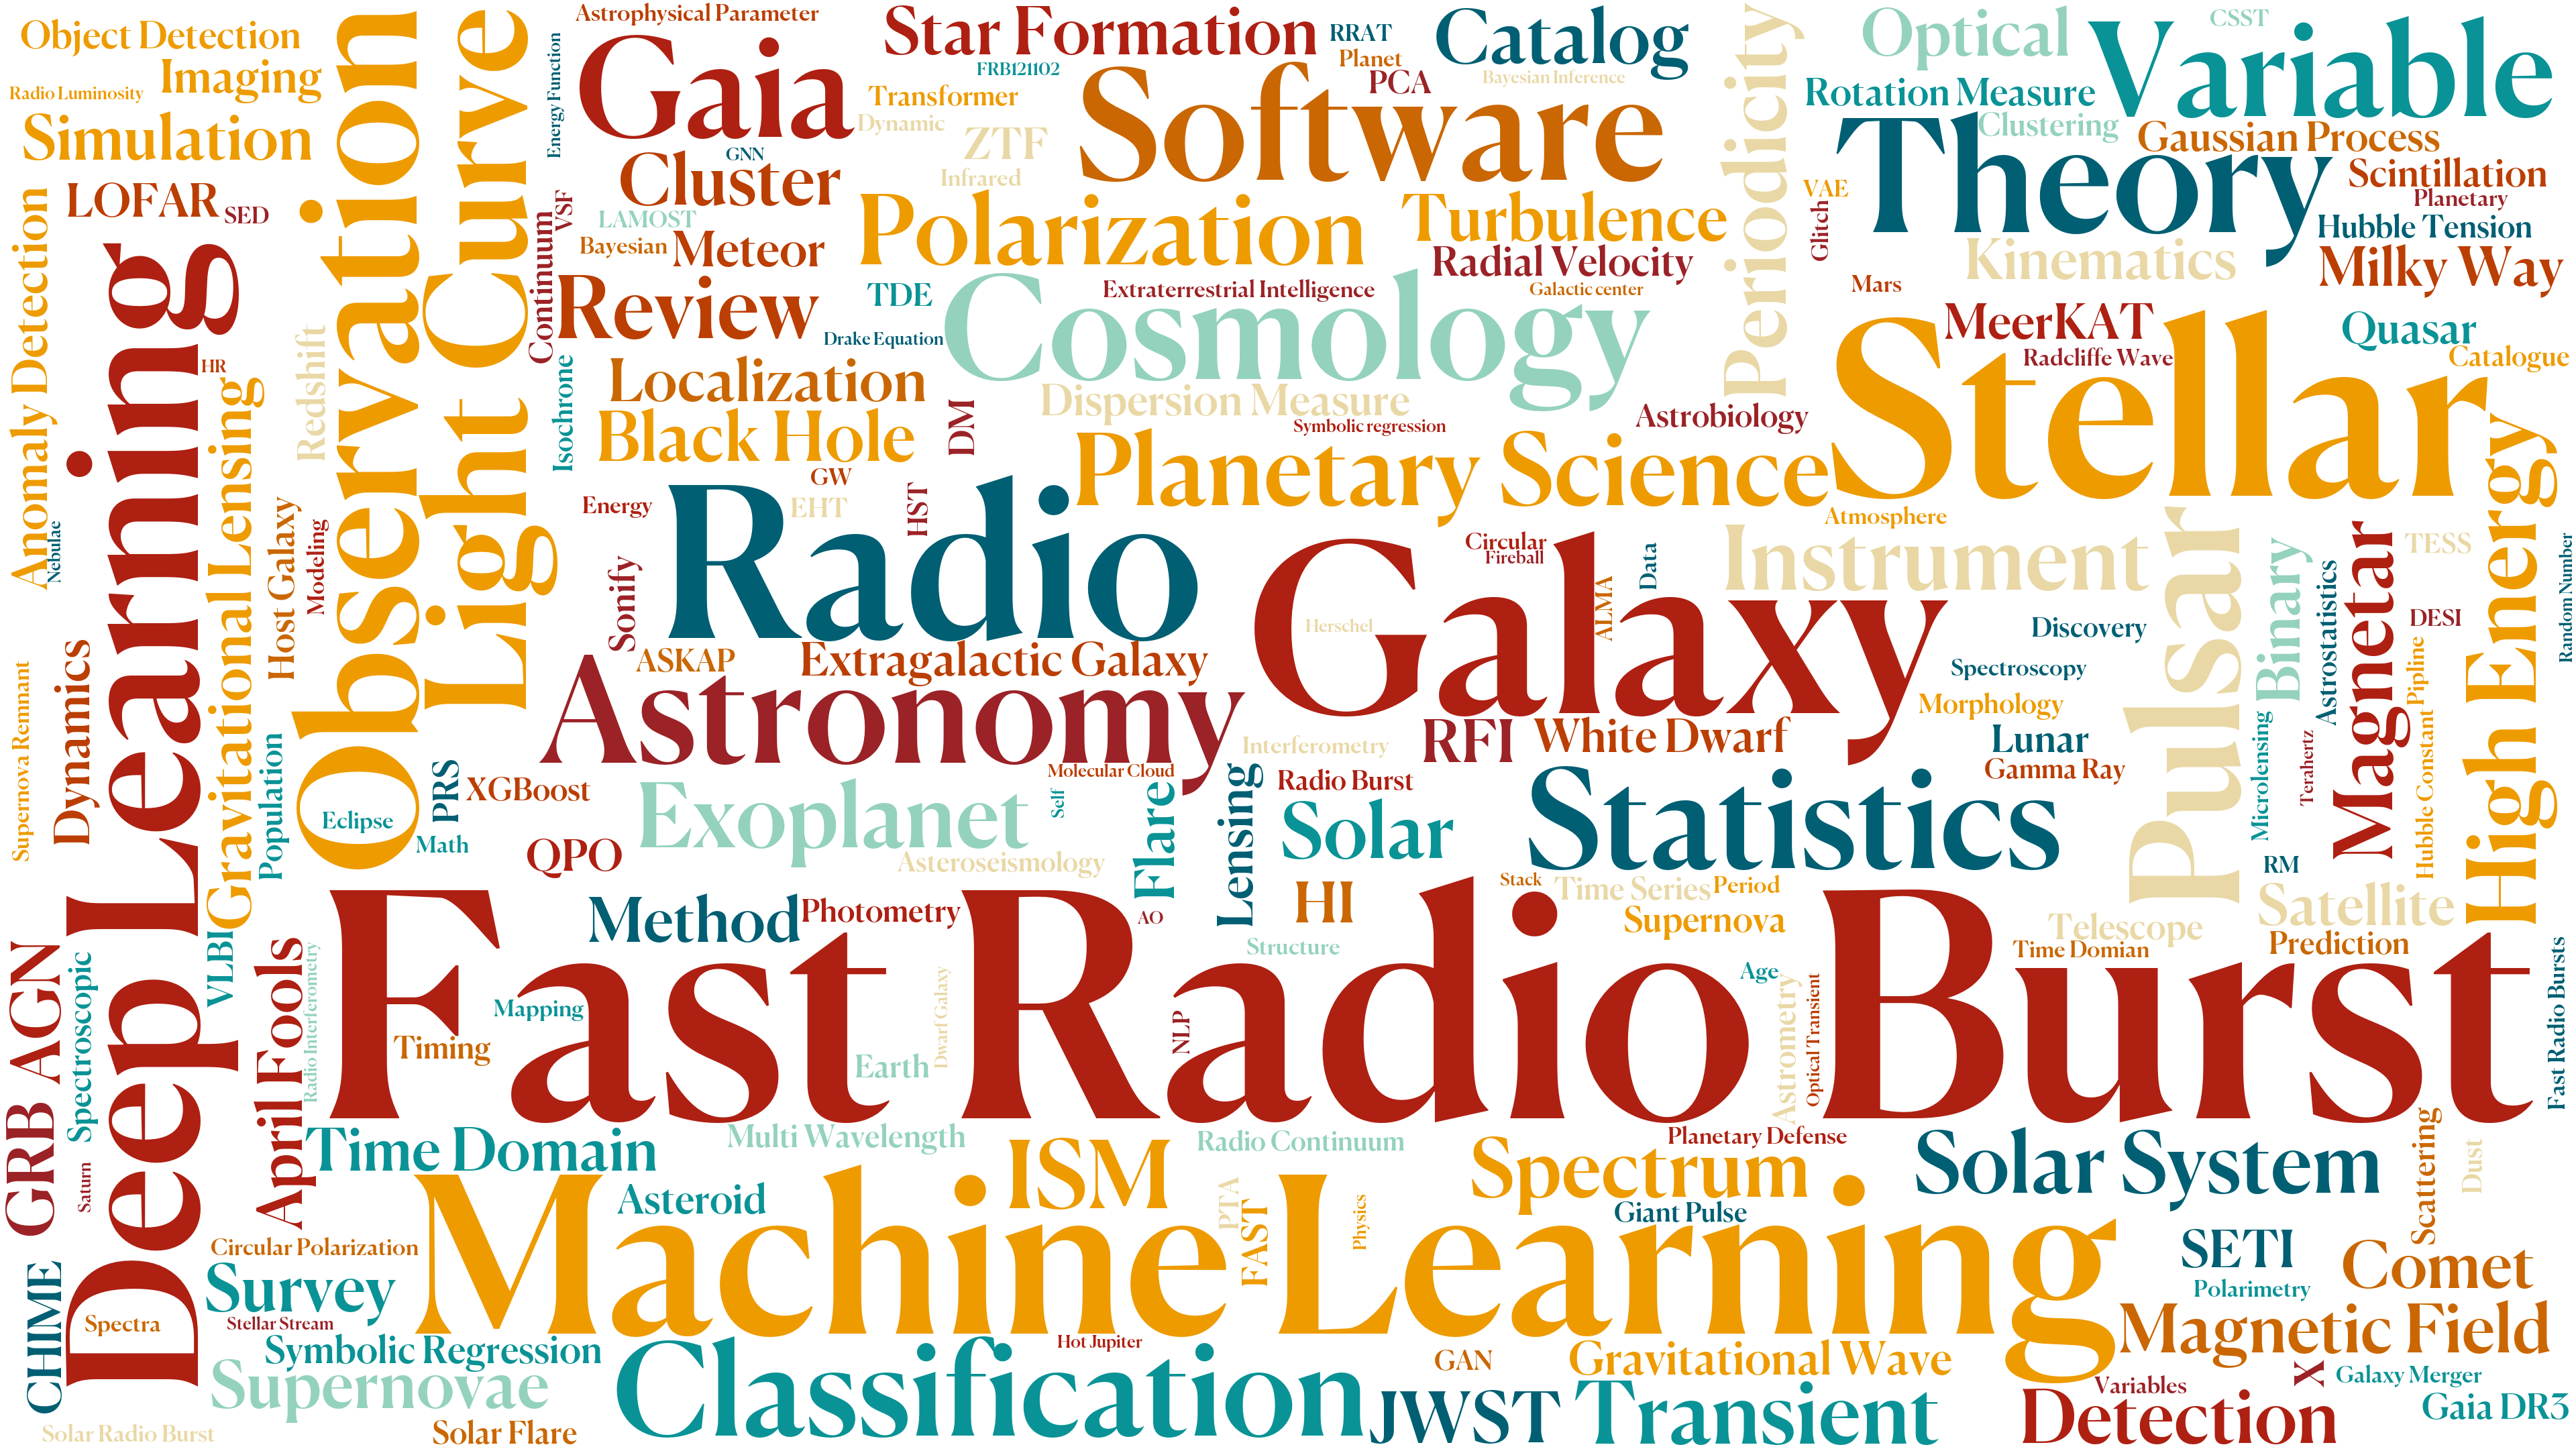 Astrophysical Parameter
Star Formation
RRAT
Catalog
Optical
CSST
Variable
Object Detection
Imaging
Radio Luminosity
Simulation
Observation
Light Curve
Energy Function
Gaia
FRB121102
Planet
PCA
Bayesian Inference
Periodicity
Rotation Measure
Transformer
Dynamic
Software
Clustering
Gaussian Process
Theory
ZTF
GNN
Cluster
Infrared
Scintillation
Planetary
VAE
Glitch
LOFAR
SED
VSF
LAMOST
Polarization
Turbulence
Hubble Tension
Bayesian
Meteor
Continuum
Radial Velocity
Kinematics
Milky Way
Anomaly Detection
Deep Learning
Review
TDE
Extraterrestrial Intelligence
Galactic center
Mars
Cosmology
MeerKAT
Quasar
Drake Equation
Radcliffe Wave
Catalogue
Redshift
HR
Isochrone
Localization
Stellar
Dispersion Measure
Black Hole
DM
Symbolic regression
Astrobiology
Planetary Science
GW
Energy
EHT
HST
Radio
Atmosphere
High Energy
Gravitational Lensing
Nebulae
Host Galaxy
Modeling
Sonify
Circular
Fireball
Data
Instrument
Pulsar
Binary
Magnetar
TESS
Random Number
Galaxy
Herschel
ALMA
Discovery
Astrostatistics
DESI
ASKAP
Extragalactic Galaxy
Spectroscopy
Pipline
Astronomy
Morphology
Supernova Remnant
Dynamics
Population
Interferometry
RFI
White Dwarf
Lunar
Gamma Ray
Microlensing
Terahertz
Hubble Constant
PRS
XGBoost
Molecular Cloud
Radio Burst
Eclipse
Math
Exoplanet
Self
Flare
Lensing
Solar
Statistics
QPO
Asteroseismology
RM
Stack
Time Series
Period
HI
Method
Photometry
AO
Supernova
Satellite
Telescope
Time Domian
Prediction
Structure
AGN
Spectroscopic
VLBI
April Fools
Radio Interferometry
Fast Radio Burst
Age
Mapping
Timing
Earth
Dwarf Galaxy
NLP
Astrometry
Optical Transient
Fast Radio Bursts
GRB
Saturn
Time Domain
Multi Wavelength
ISM
Radio Continuum
Planetary Defense
Spectrum
Solar System
Scattering
Dust
Asteroid
PTA
FAST
Physics
Giant Pulse
Circular Polarization
Machine Learning
SETI
Comet
Polarimetry
CHIME
Survey
Spectra
Stellar Stream
Magnetic Field
Symbolic Regression
Hot Jupiter
GAN
Gravitational Wave
Supernovae
Classification
JWST
Transient
Variables
X
Galaxy Merger
Detection
Gaia DR3
Solar Radio Burst
Solar Flare